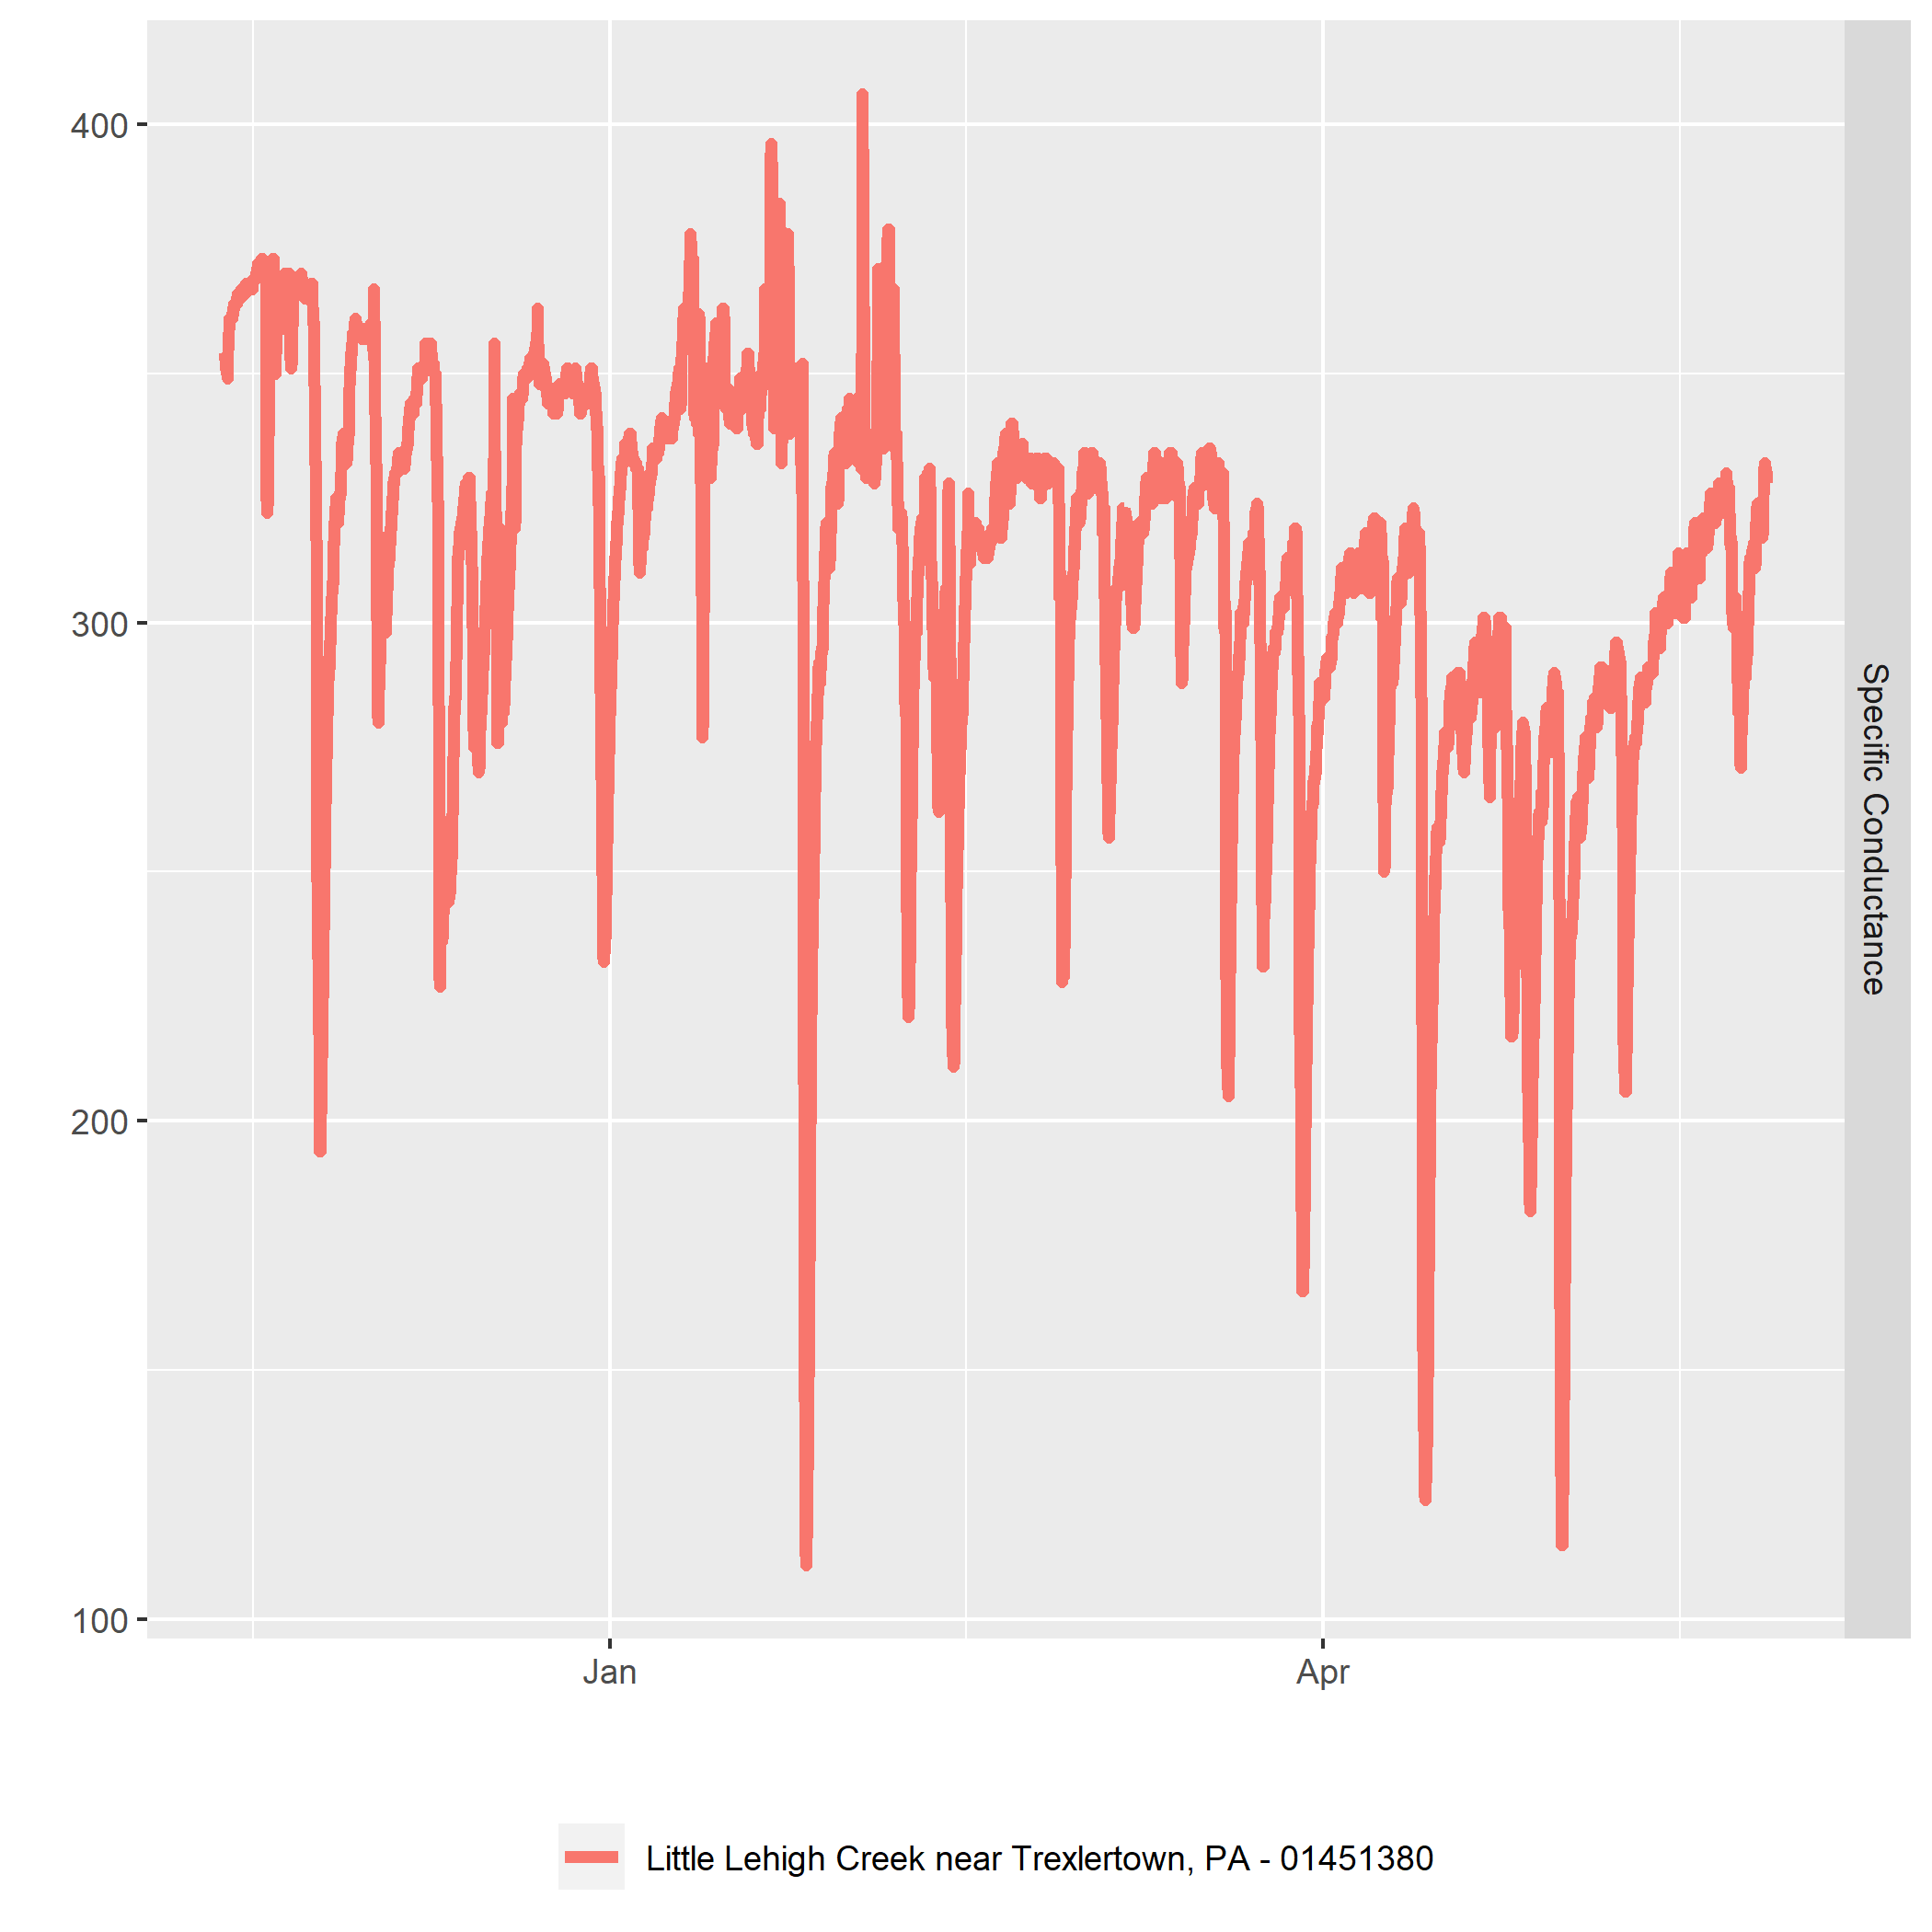 400
300
200
100
Jan
Apr
Specific Conductance
Little Lehigh Creek near Trexlertown, PA - 01451380